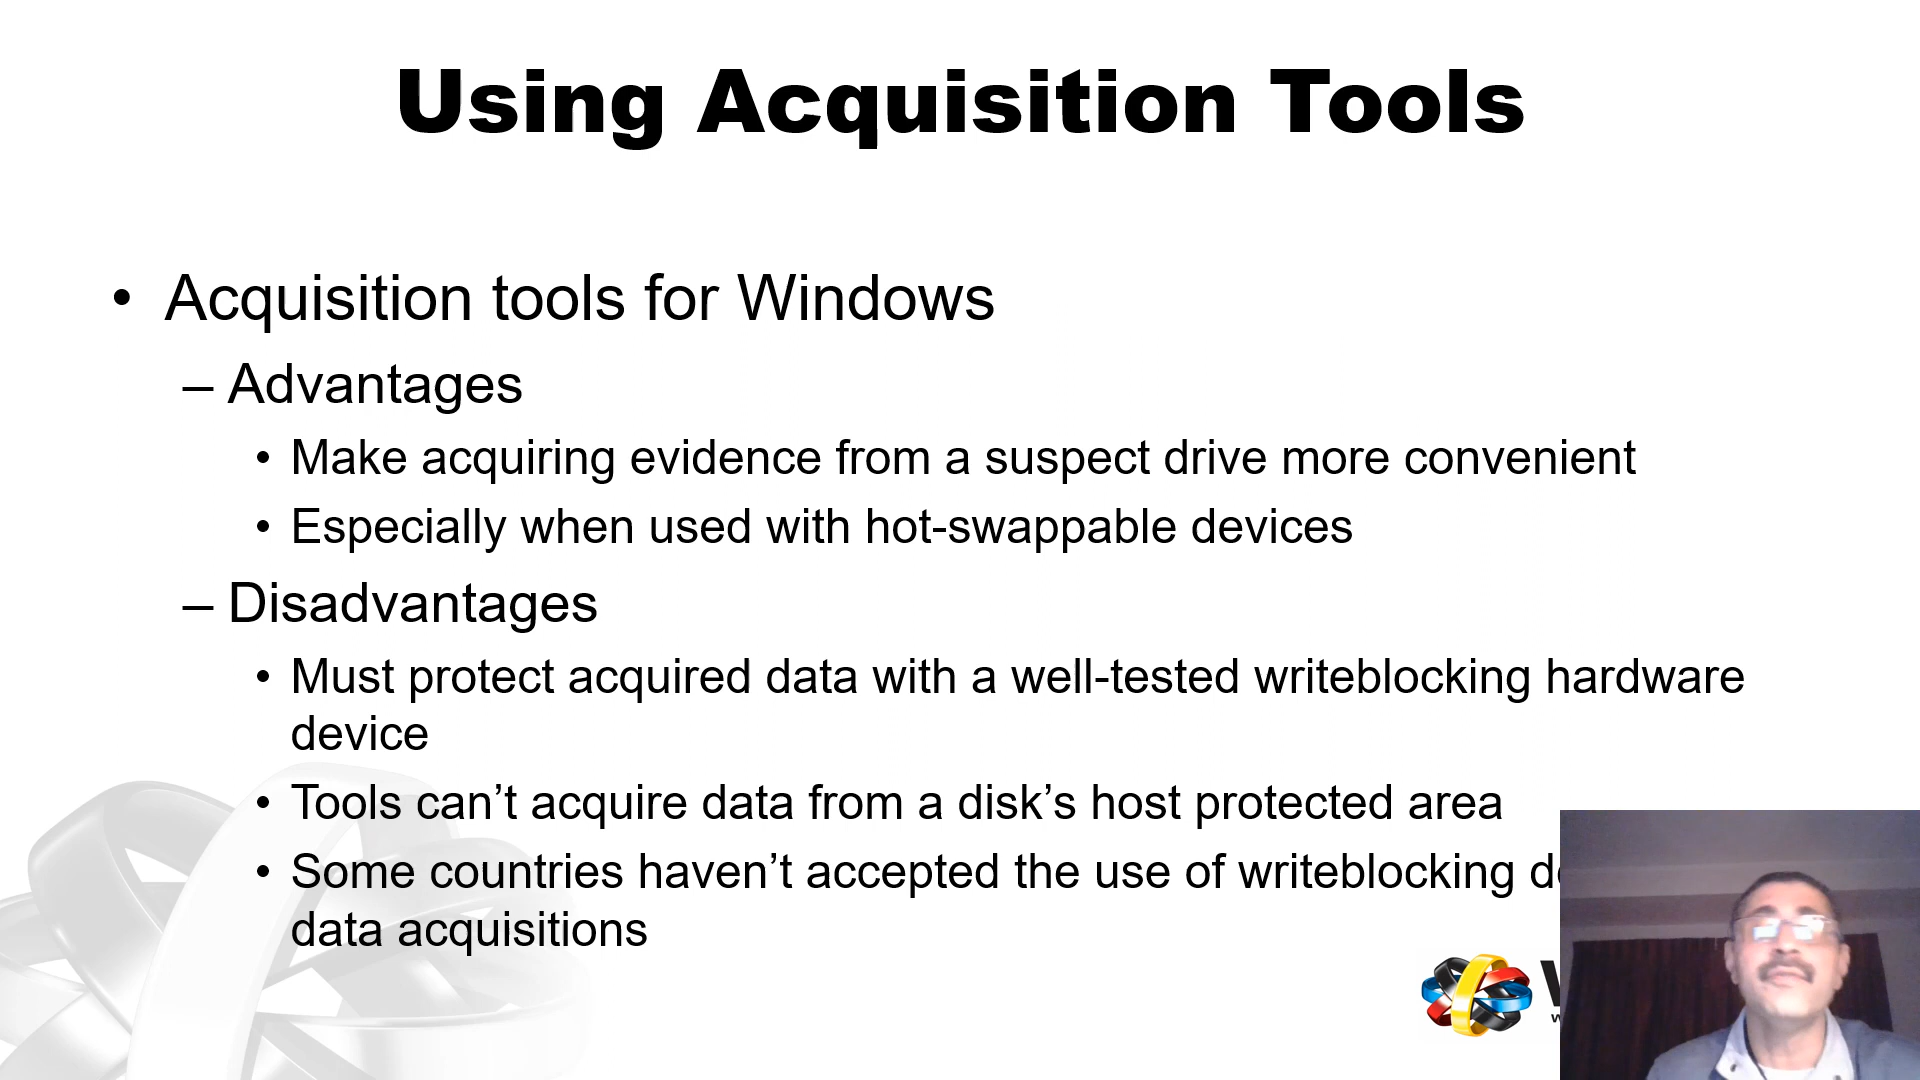 Using Acquisition Tools
• Acquisition tools for Windows
– Advantages
• Make acquiring evidence from a suspect drive more convenient
• Especially when used with hot-swappable devices
– Disadvantages
• Must protect acquired data with a well-tested writeblocking hardware
device
• Tools can’t acquire data from a disk’s host protected area
• Some countries haven’t accepted the use of writeblocking
data acquisitions